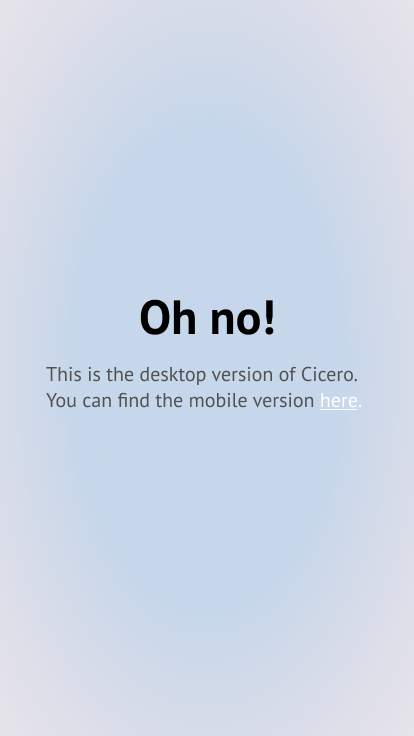 Oh no!
This is the desktop version of Cicero.
You can find the mobile version here.